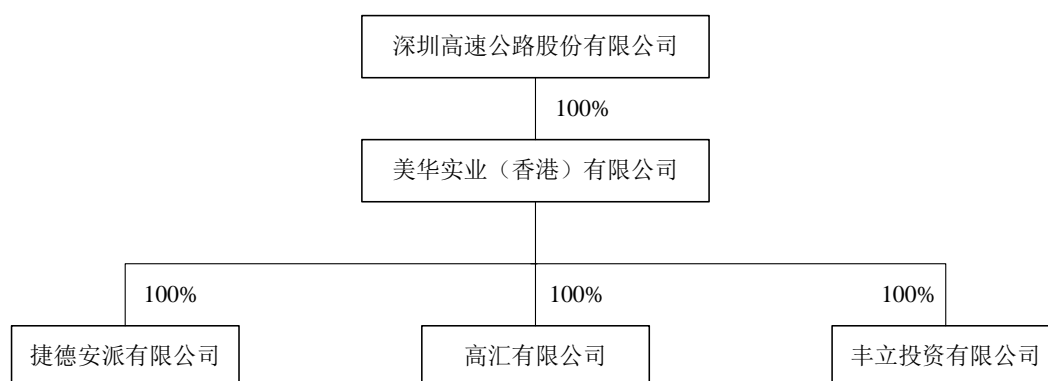 深圳高速公路股份有限公司
100%
美华实业（香港）有限公司
100%
100%
100%
捷德安派有限公司
高汇有限公司
丰立投资有限公司